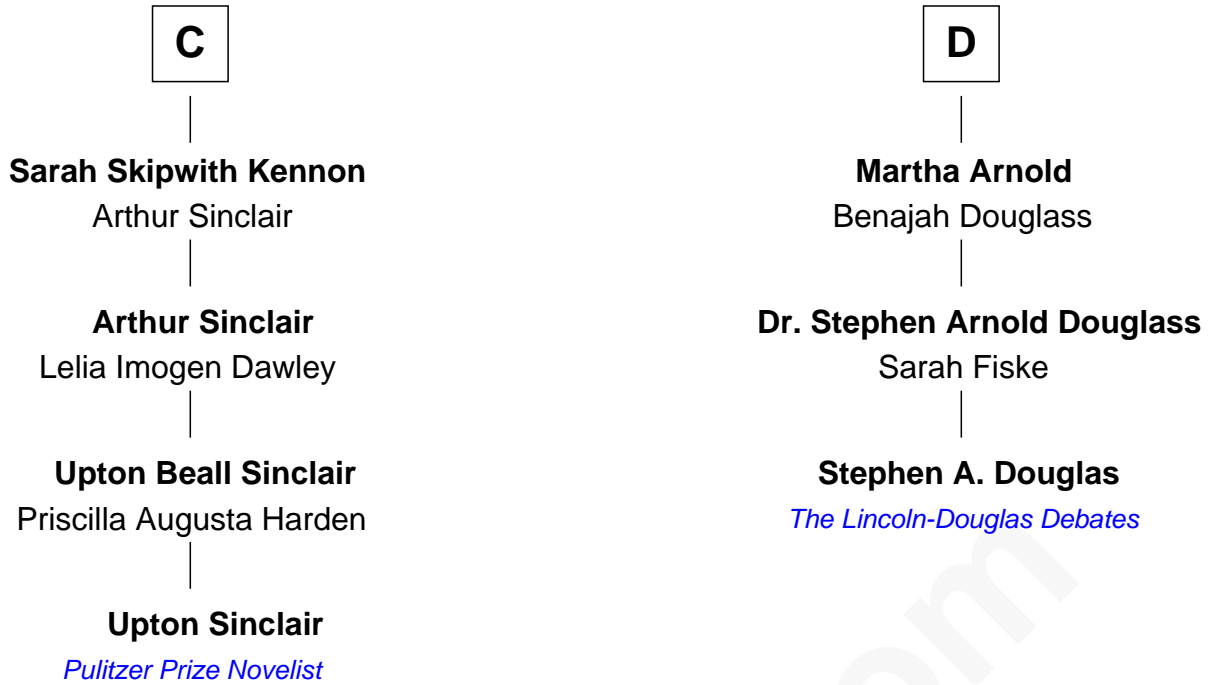 C
Sarah Skipwith Kennon
Arthur Sinclair
Arthur Sinclair
Lelia Imogen Dawley
Upton Beall Sinclair
Priscilla Augusta Harden
Upton Sinclair
Pulitzer Prize Novelist
D
Martha Arnold
Benajah Douglass
Dr. Stephen Arnold Douglass
Sarah Fiske
Stephen A. Douglas
The Lincoln-Douglas Debates
om